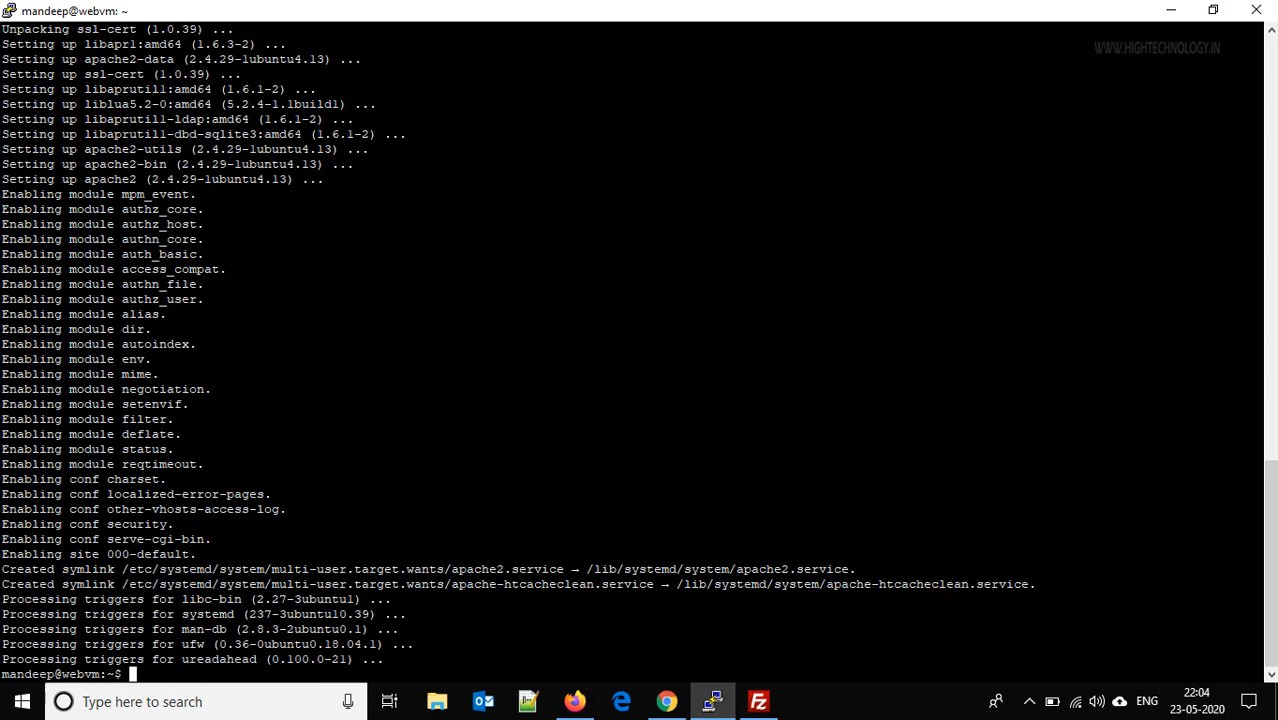 mandeep@webvm: ~
Unpacking ssl-cert (1.0.39) ...
WWW.HIGHTECHNOLOGY.IN
Setting up libapr1:amd64 (1.6.3-2) ...
Setting up apache2-data (2.4.29-1ubuntu4.13) ...
Setting up ssl-cert (1.0.39) ...
Setting up libaprutil1:amd64 (1.6.1-2) ...
Setting up liblua5.2-0:amd64 (5.2.4-1.1build1) ...
Setting up libaprutil1-ldap:amd64 (1.6.1-2) ...
Setting up libaprutil1-dbd-sqlite3:amd64 (1.6.1-2) ...
Setting up apache2-utils (2.4.29-1ubuntu4.13) ...
Setting up apache2-bin (2.4.29-1ubuntu4.13) ...
Setting up apache2 (2.4.29-1ubuntu4.13) ...
Enabling module mpm_event.
Enabling module authz_core.
Enabling module authz_host.
Enabling module authn_core.
Enabling module auth_basic.
Enabling module access_compat.
Enabling module authn_file.
Enabling module authz_user.
Enabling module alias.
Enabling module dir.
Enabling module autoindex.
Enabling module env.
Enabling module mime.
Enabling module negotiation.
Enabling module setenvif.
Enabling module filter.
Enabling module deflate.
Enabling module status.
Enabling module reqtimeout.
Enabling conf charset.
Enabling conf localized-error-pages.
Enabling conf other-vhosts-access-log.
Enabling conf security.
Enabling conf serve-cgi-bin.
Enabling site 000-default.
Created symlink /etc/systemd/system/multi-user.target.wants/apache2.service → /lib/systemd/system/apache2.service.
Created symlink /etc/systemd/system/multi-user.target.wants/apache-htcacheclean.service → /lib/systemd/system/apache-htcacheclean.service.
Processing triggers for libc-bin (2.27-3ubuntu1) ...
Processing triggers for systemd (237-3ubuntu10.39) ...
Processing triggers for man-db (2.8.3-2ubuntu0.1) ...
Processing triggers for ufw (0.36-0ubuntu0.18.04.1) ...
Processing triggers for ureadahead (0.100.0-21) ...
mandeep@webvm:~$
Type here to search
ENG
22:04
23-05-2020